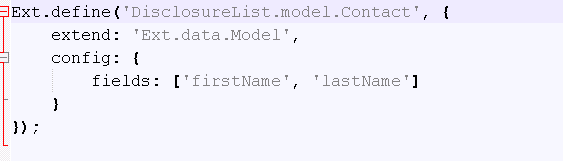 Ext.define('DisclosureList.model.Contact', {
    extend: 'Ext.data.Model',
    config: {
        fields: ['firstName', 'lastName']
    }
});